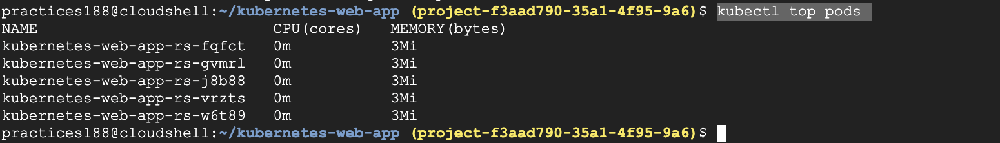 practices188@cloudshell:~/kubernetes-web-app (project-f3aad790-35a1-4f95-9a6)$ kubectl top pods
NAME CPU(cores) MEMORY(bytes)
kubernetes-web-app-rs-fqfct 0m 3Mi
kubernetes-web-app-rs-gvmrl 0m 3Mi
kubernetes-web-app-rs-j8b88 0m 3Mi
kubernetes-web-app-rs-vrzts 0m 3Mi
kubernetes-web-app-rs-w6t89 0m 3Mi
practices188@cloudshell:~/kubernetes-web-app (project-f3aad790-35a1-4f95-9a6)$